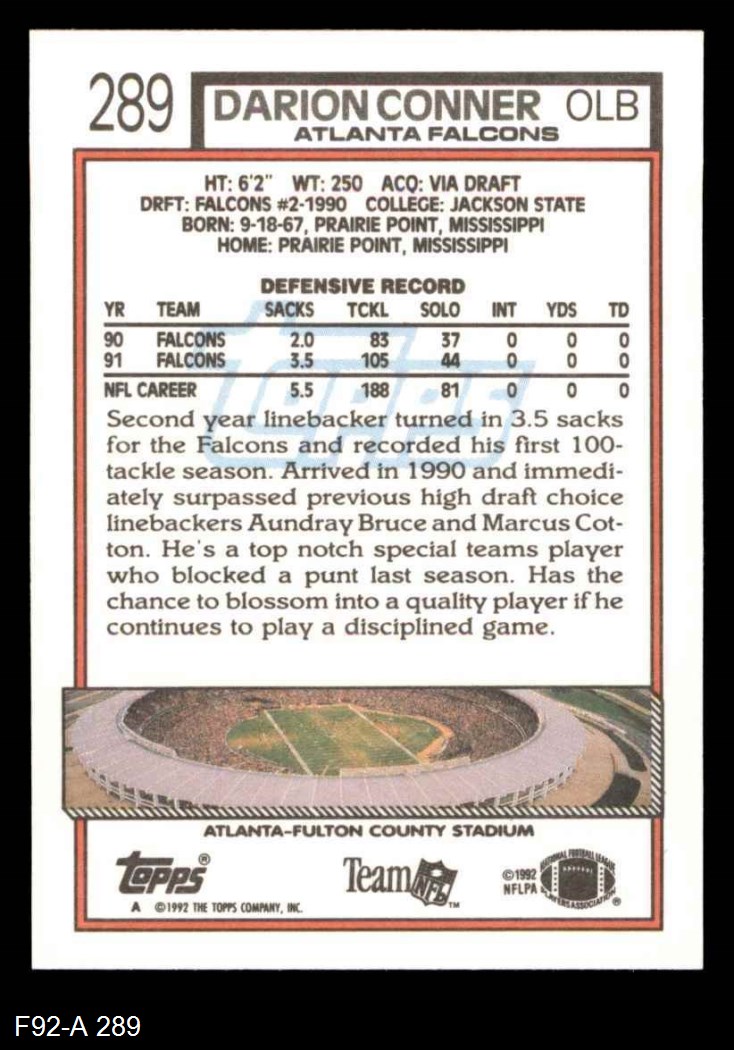 289 DARION CONNER OLB
ATLANTA FALCONS
HT: 6'2" WT: 250 ACQ: VIA DRAFT
DRFT: FALCONS #2-1990 COLLEGE: JACKSON STATE
BORN: 9-18-67, PRAIRIE POINT, MISSISSIPPI
HOME: PRAIRIE POINT, MISSISSIPPI
DEFENSIVE RECORD
YR TEAM SACKS TCKL SOLO INT YDS TD
90 FALCONS 2.0 83 37 0 0 0
91 FALCONS 3.5 105 44 0 0 0
NFL CAREER 5.5 188 81 0 0 0
TOPPS
Second year linebacker turned in 3.5 sacks
for the Falcons and recorded his first 100-
tackle season. Arrived in 1990 and immedi-
ately surpassed previous high draft choice
linebackers Aundray Bruce and Marcus Cot-
ton. He's a top notch special teams player
who blocked a punt last season. Has the
chance to blossom into a quality player if he
continues to play a disciplined game.
ATLANTA-FULTON COUNTY STADIUM
TOPPS® Team NFL™ ©1992
NFLPA
NATIONAL FOOTBALL LEAGUE
PLAYERS ASSOCIATION ®
A ©1992 THE TOPPS COMPANY, INC.
F92-A 289